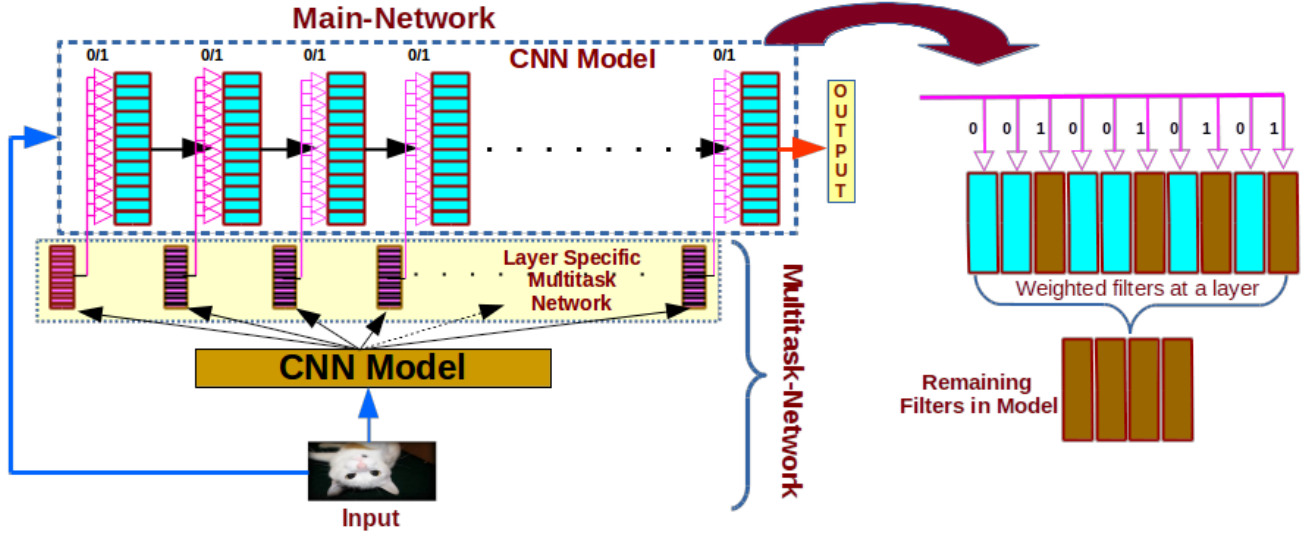 Main-Network
0/1 0/1 0/1 0/1 0/1
CNN Model
OUTPUT
0 0 1 0 0 1 0 1 0 1
Weighted filters at a layer
Remaining
Filters in Model
Layer Specific
Multitask
Network
Multitask-Network
CNN Model
Input